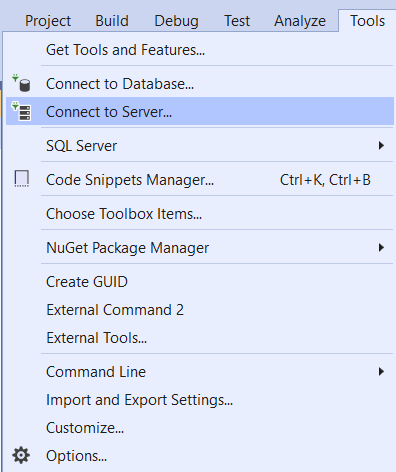 Project Build Debug Test Analyze Tools
Get Tools and Features...
Connect to Database...
Connect to Server...
SQL Server
Code Snippets Manager... Ctrl+K, Ctrl+B
Choose Toolbox Items...
NuGet Package Manager
Create GUID
External Command 2
External Tools...
Command Line
Import and Export Settings...
Customize...
Options...